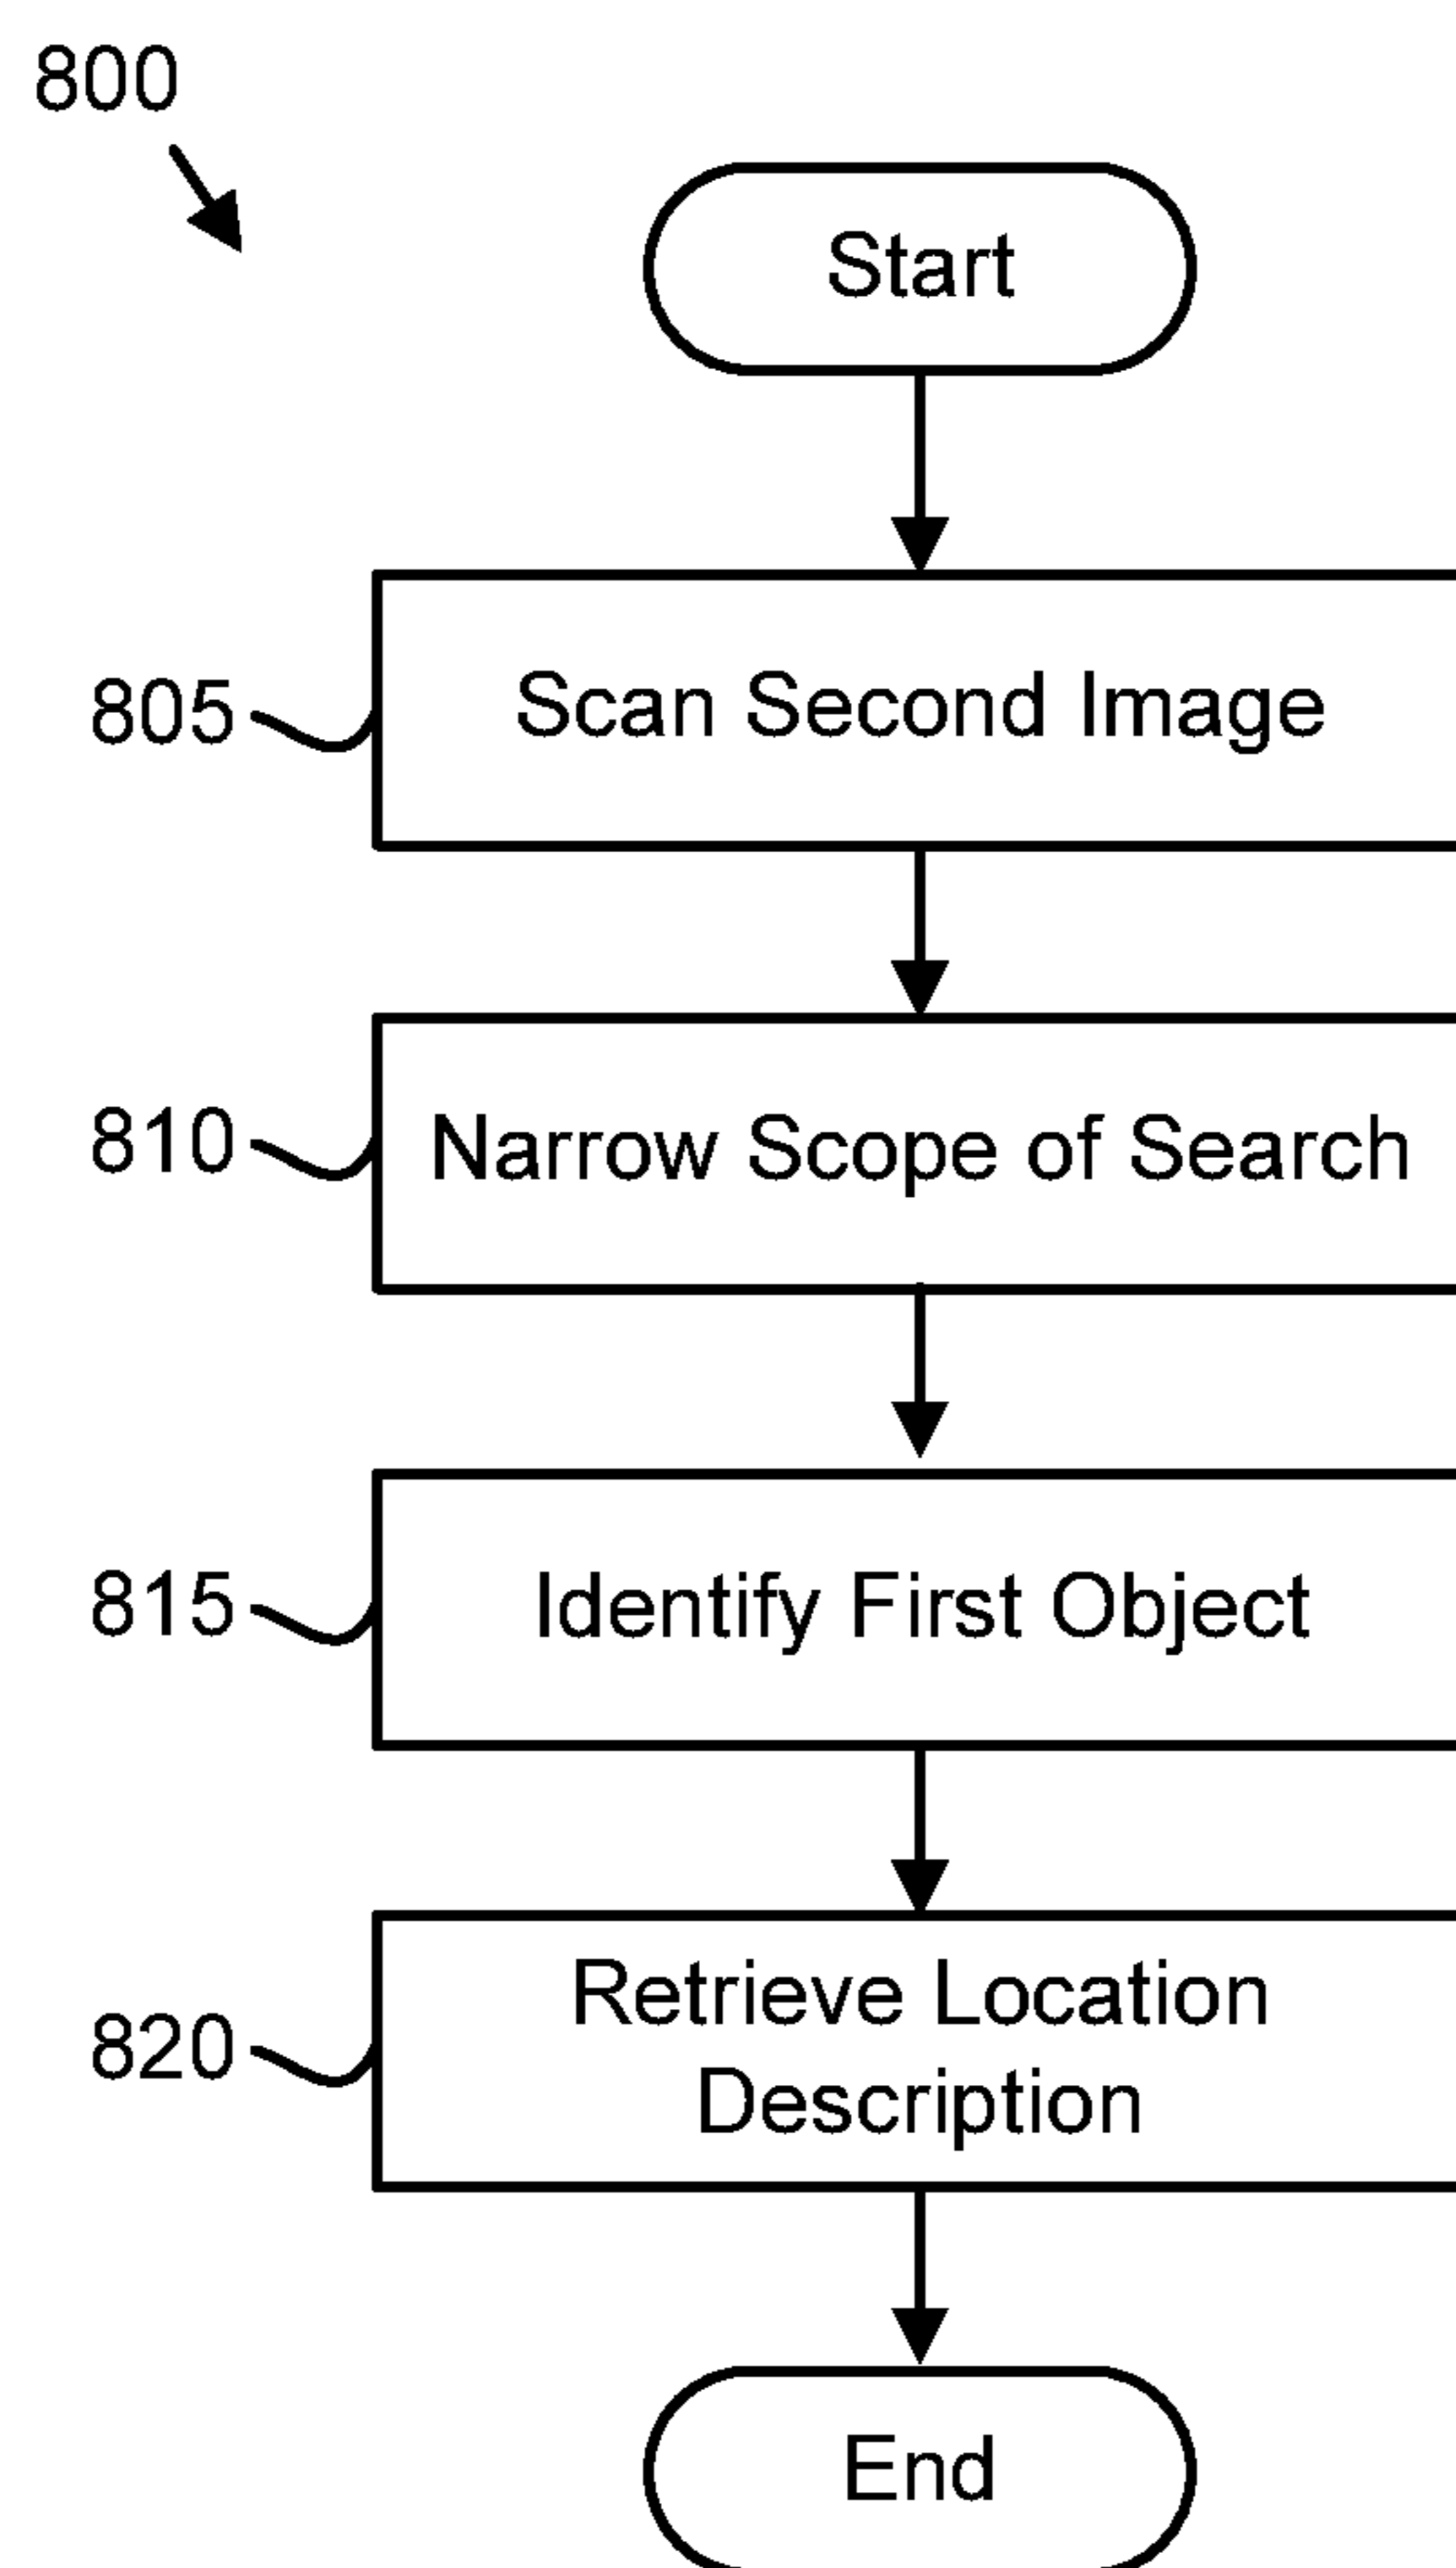 800
Start
805
Scan Second Image
810
Narrow Scope of Search
815
Identify First Object
820
Retrieve Location
Description
End